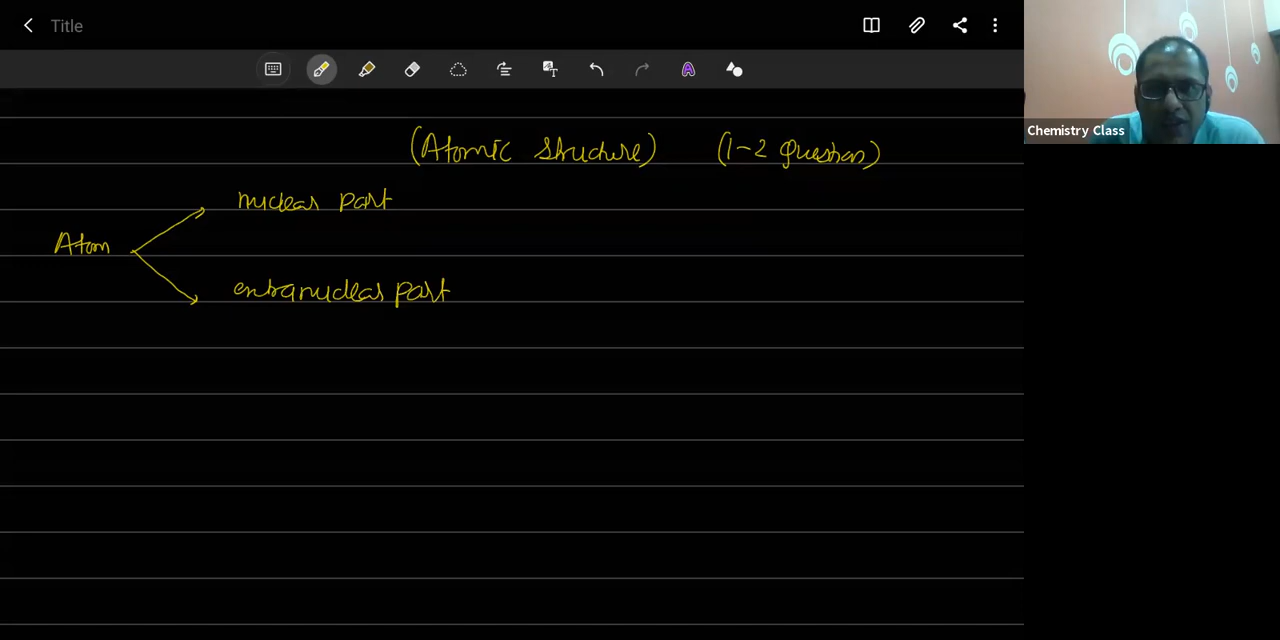 Title
Chemistry Class
(Atomic structure) (1-2 question)
nuclear part
Atom
extranuclear part